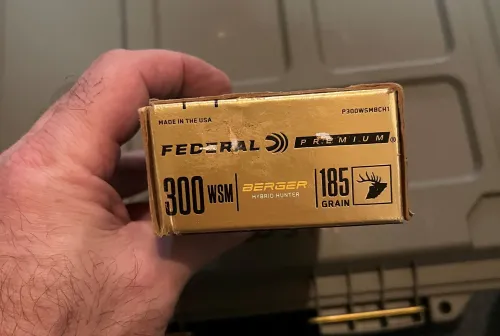 MADE IN THE USA
P300WSMBCH1
FEDERAL PREMIUM
300 WSM
BERGER
HYBRID HUNTER
185
GRAIN